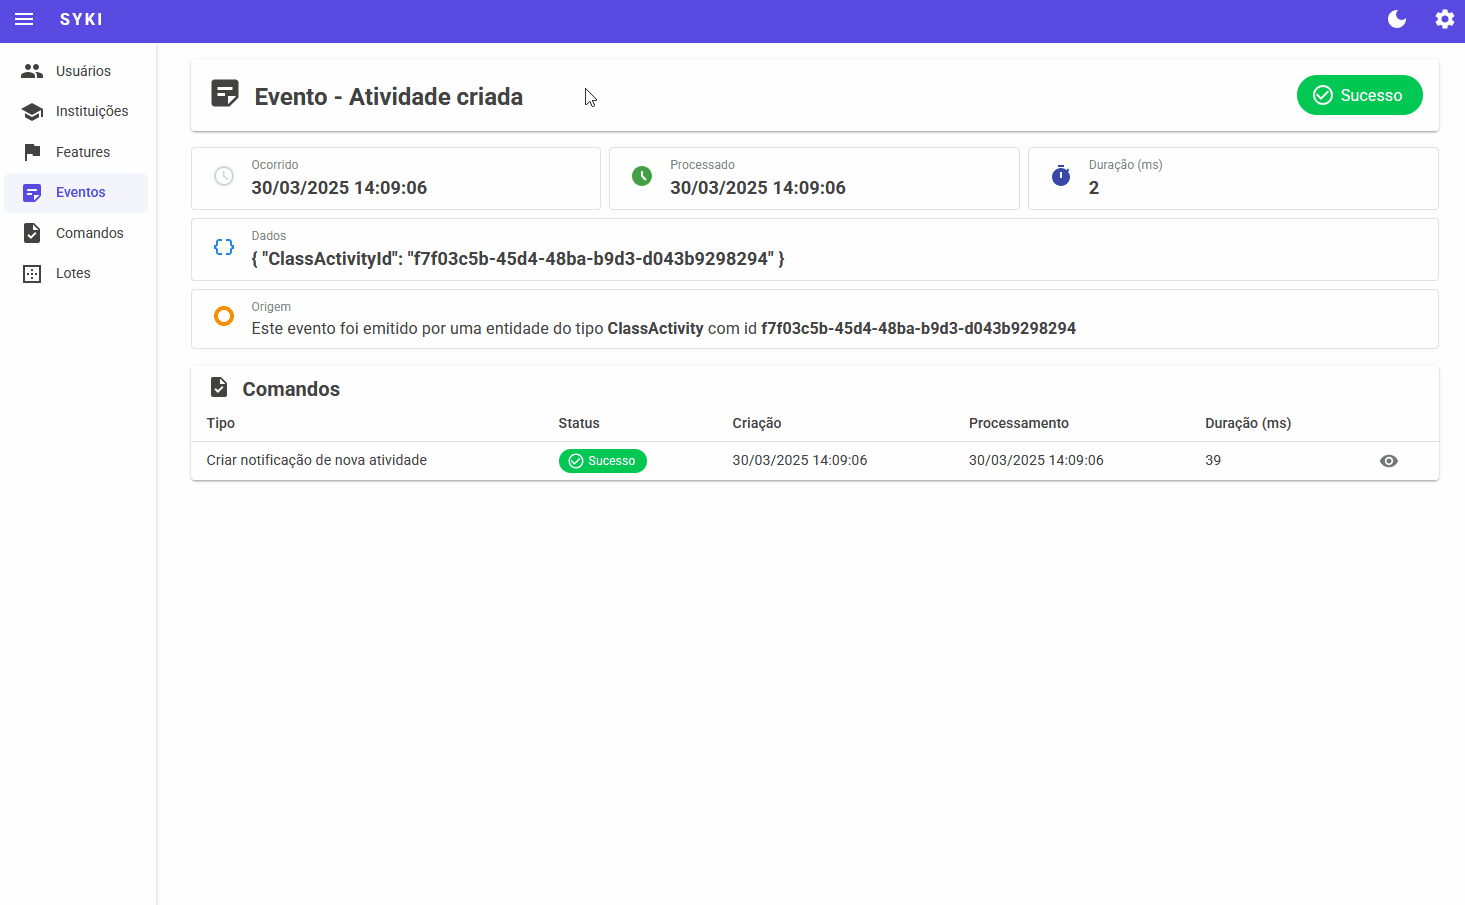 SYKI
Usuários
Instituições
Features
Eventos
Comandos
Lotes
Evento - Atividade criada
Sucesso
Ocorrido
30/03/2025 14:09:06
Processado
30/03/2025 14:09:06
Duração (ms)
2
Dados
{ "ClassActivityId": "f7f03c5b-45d4-48ba-b9d3-d043b9298294" }
Origem
Este evento foi emitido por uma entidade do tipo ClassActivity com id f7f03c5b-45d4-48ba-b9d3-d043b9298294
Comandos
Tipo Status Criação Processamento Duração (ms)
Criar notificação de nova atividade Sucesso 30/03/2025 14:09:06 30/03/2025 14:09:06 39